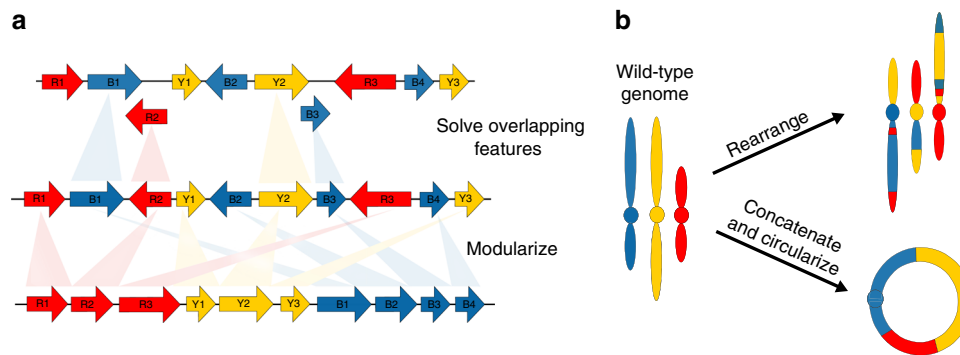 a
R1 B1 Y1 B2 Y2 R3 B4 Y3
R2 B3
Solve overlapping
features
R1 B1 R2 Y1 B2 Y2 B3 R3 B4 Y3
Modularize
R1 R2 R3 Y1 Y2 Y3 B1 B2 B3 B4
b
Wild-type
genome
Rearrange
Concatenate
and circularize